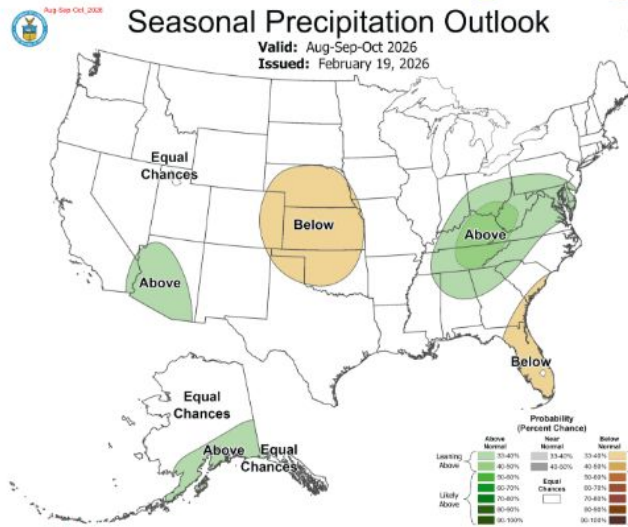 Aug-Sep-Oct_2026
Seasonal Precipitation Outlook
Valid: Aug-Sep-Oct 2026
Issued: February 19, 2026
Equal
Chances
Below
Above
Above
Below
Equal
Chances
Above
Equal
Chances
Probability
(Percent Chance)
Above
Normal
Near
Normal
Below
Normal
Leaning
Above
Likely
Above
33-40%
40-50%
50-60%
60-70%
70-80%
80-90%
90-100%
33-40%
40-50%
Equal
Chances
33-40%
40-50%
50-60%
60-70%
70-80%
80-90%
90-100%